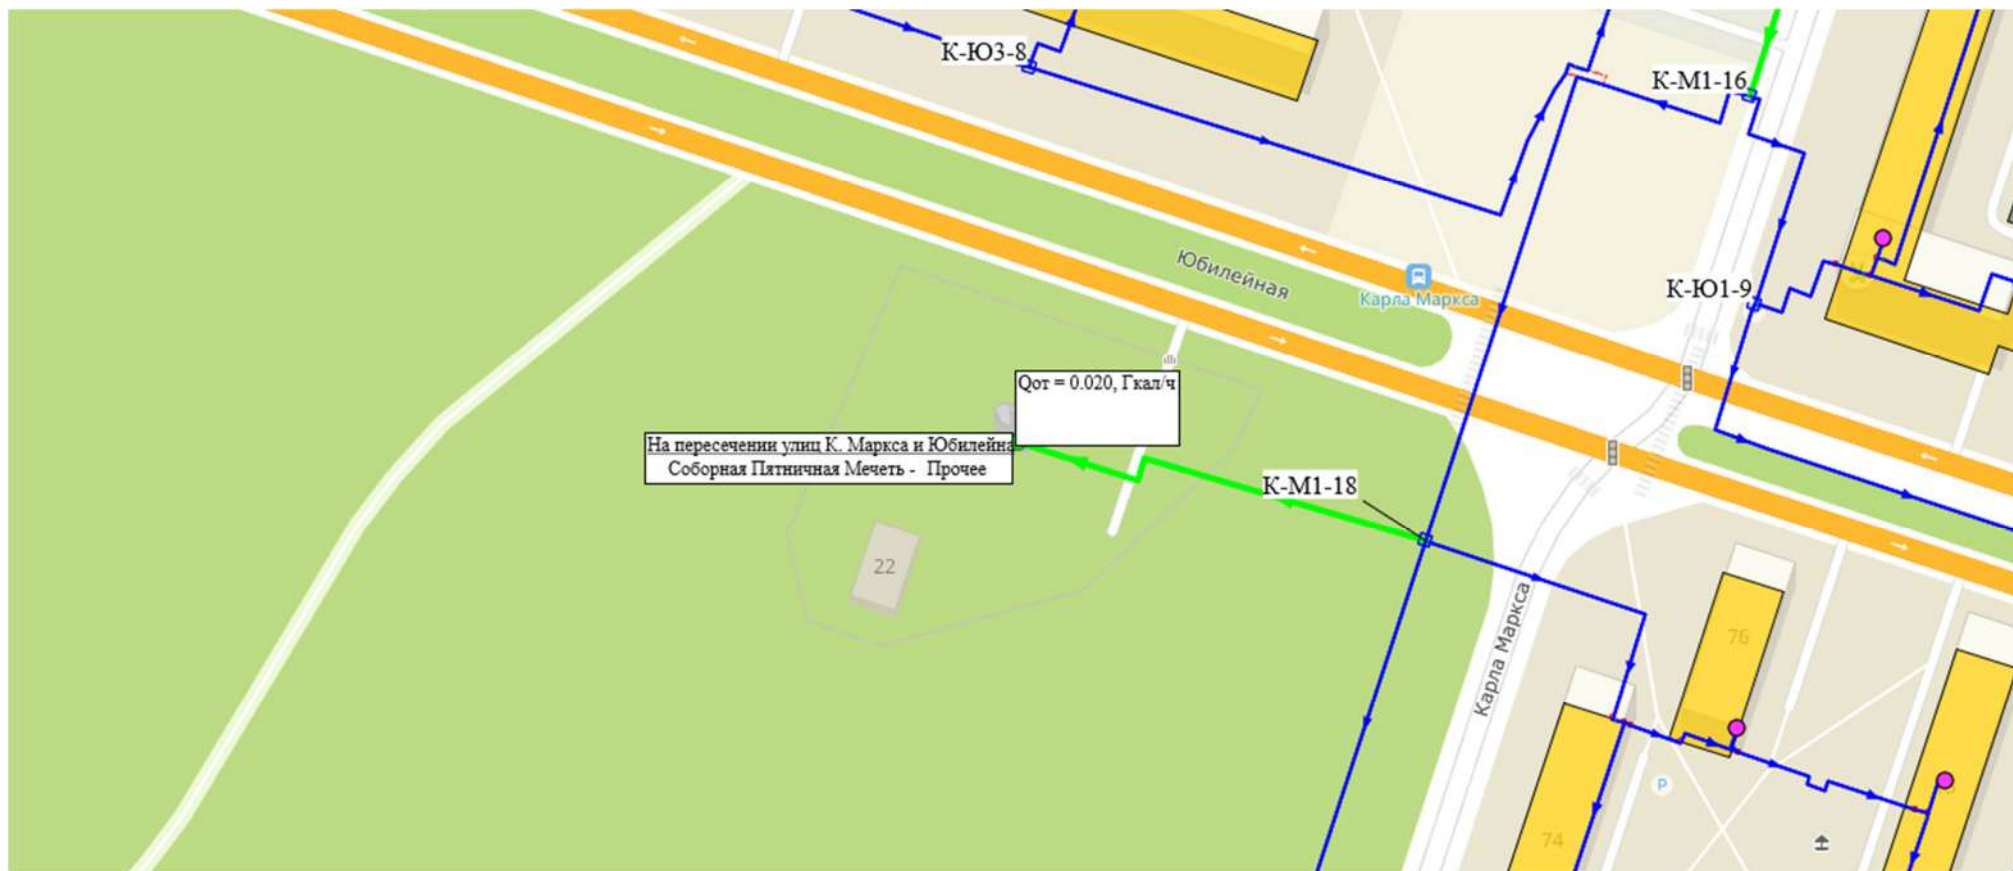 К-Ю3-8
К-М1-16
Юбилейная
Карла Маркса
К-Ю1-9
Qот = 0.020, Гкал/ч
На пересечении улиц К. Маркса и Юбилейна
Соборная Пятничная Мечеть - Прочее
К-М1-18
22
Карла Маркса
76
P
74